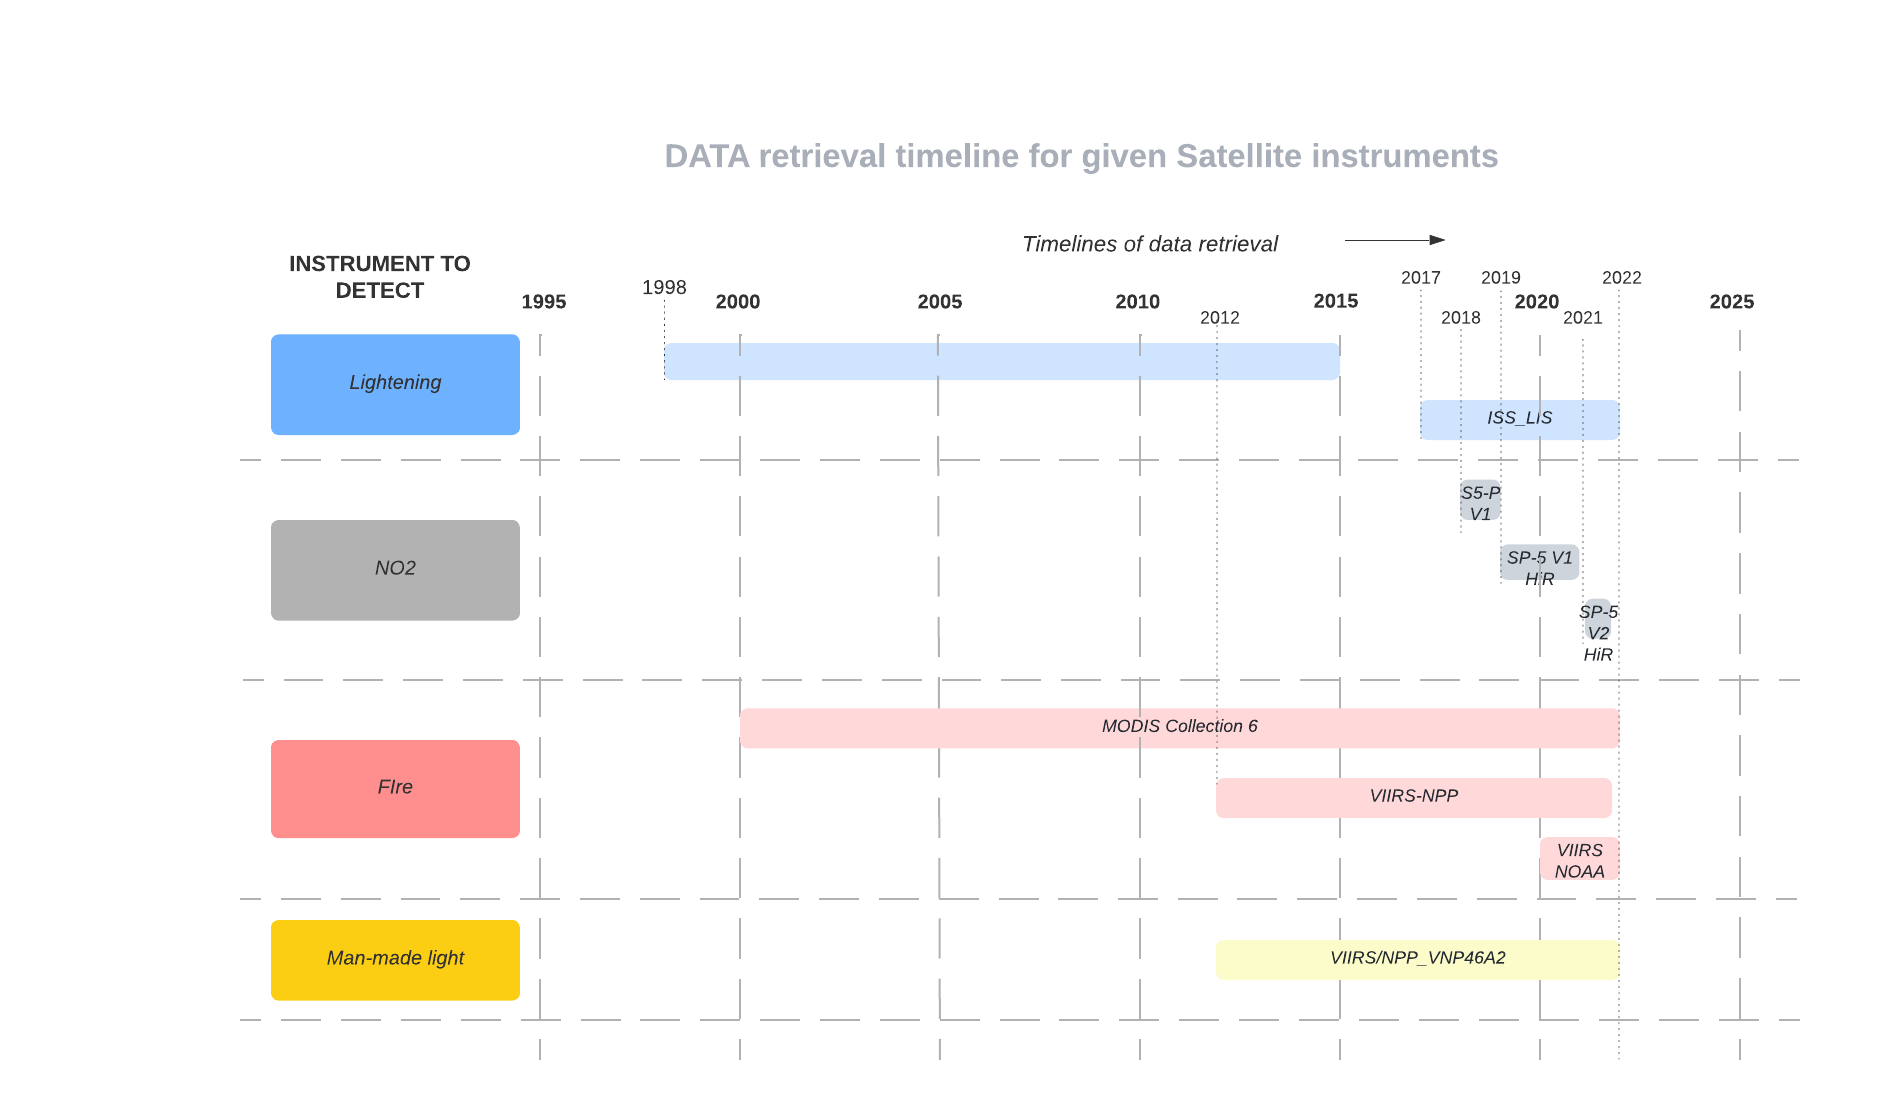 DATA retrieval timeline for given Satellite instruments
Timelines of data retrieval
INSTRUMENT TO
DETECT
1995
1998
2000
2005
2010
2012
2015
2017
2018
2019
2020
2021
2022
2025
Lightening
ISS_LIS
NO2
S5-P
V1
SP-5 V1
HiR
SP-5
V2
HiR
FIre
MODIS Collection 6
VIIRS-NPP
VIIRS
NOAA
Man-made light
VIIRS/NPP_VNP46A2